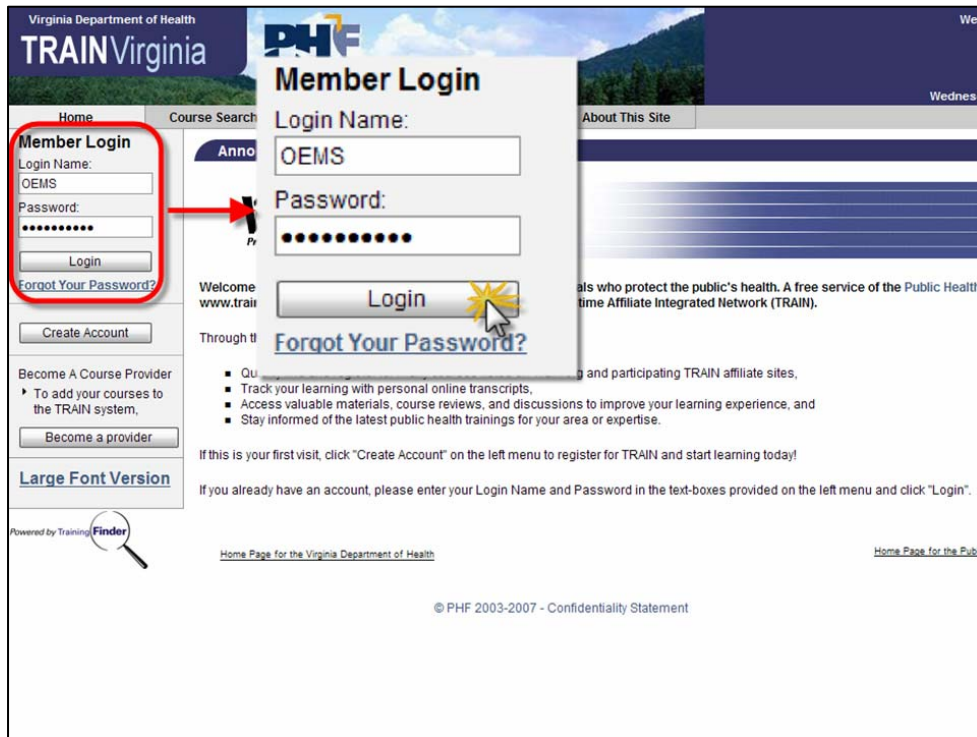 Virginia Department of Health
TRAINVirginia
PHF
We
Wednes
Home
Course Search
About This Site
Member Login
Login Name:
OEMS
Password:
••••••••••
Login
Forgot Your Password?
Create Account
Become A Course Provider
To add your courses to
the TRAIN system,
Become a provider
Large Font Version
Powered by Training Finder
Member Login
Login Name:
OEMS
Password:
••••••••••
Login
Forgot Your Password?
Anno
Welcome als who protect the public's health. A free service of the Public Health
www.trai time Affiliate Integrated Network (TRAIN).
Through th
g and participating TRAIN affiliate sites,
Track your learning with personal online transcripts,
Access valuable materials, course reviews, and discussions to improve your learning experience, and
Stay informed of the latest public health trainings for your area or expertise.
If this is your first visit, click "Create Account" on the left menu to register for TRAIN and start learning today!
If you already have an account, please enter your Login Name and Password in the text-boxes provided on the left menu and click "Login".
Home Page for the Virginia Department of Health
Home Page for the Pub
© PHF 2003-2007 - Confidentiality Statement